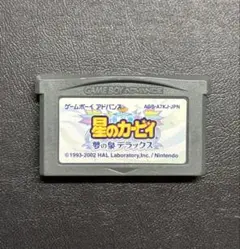 GAME BOY ADVANCE
ゲームボーイ アドバンス AGB-A7KJ-JPN
星のカービィ
夢の泉 デラックス
©1993-2002 HAL Laboratory,Inc./ Nintendo